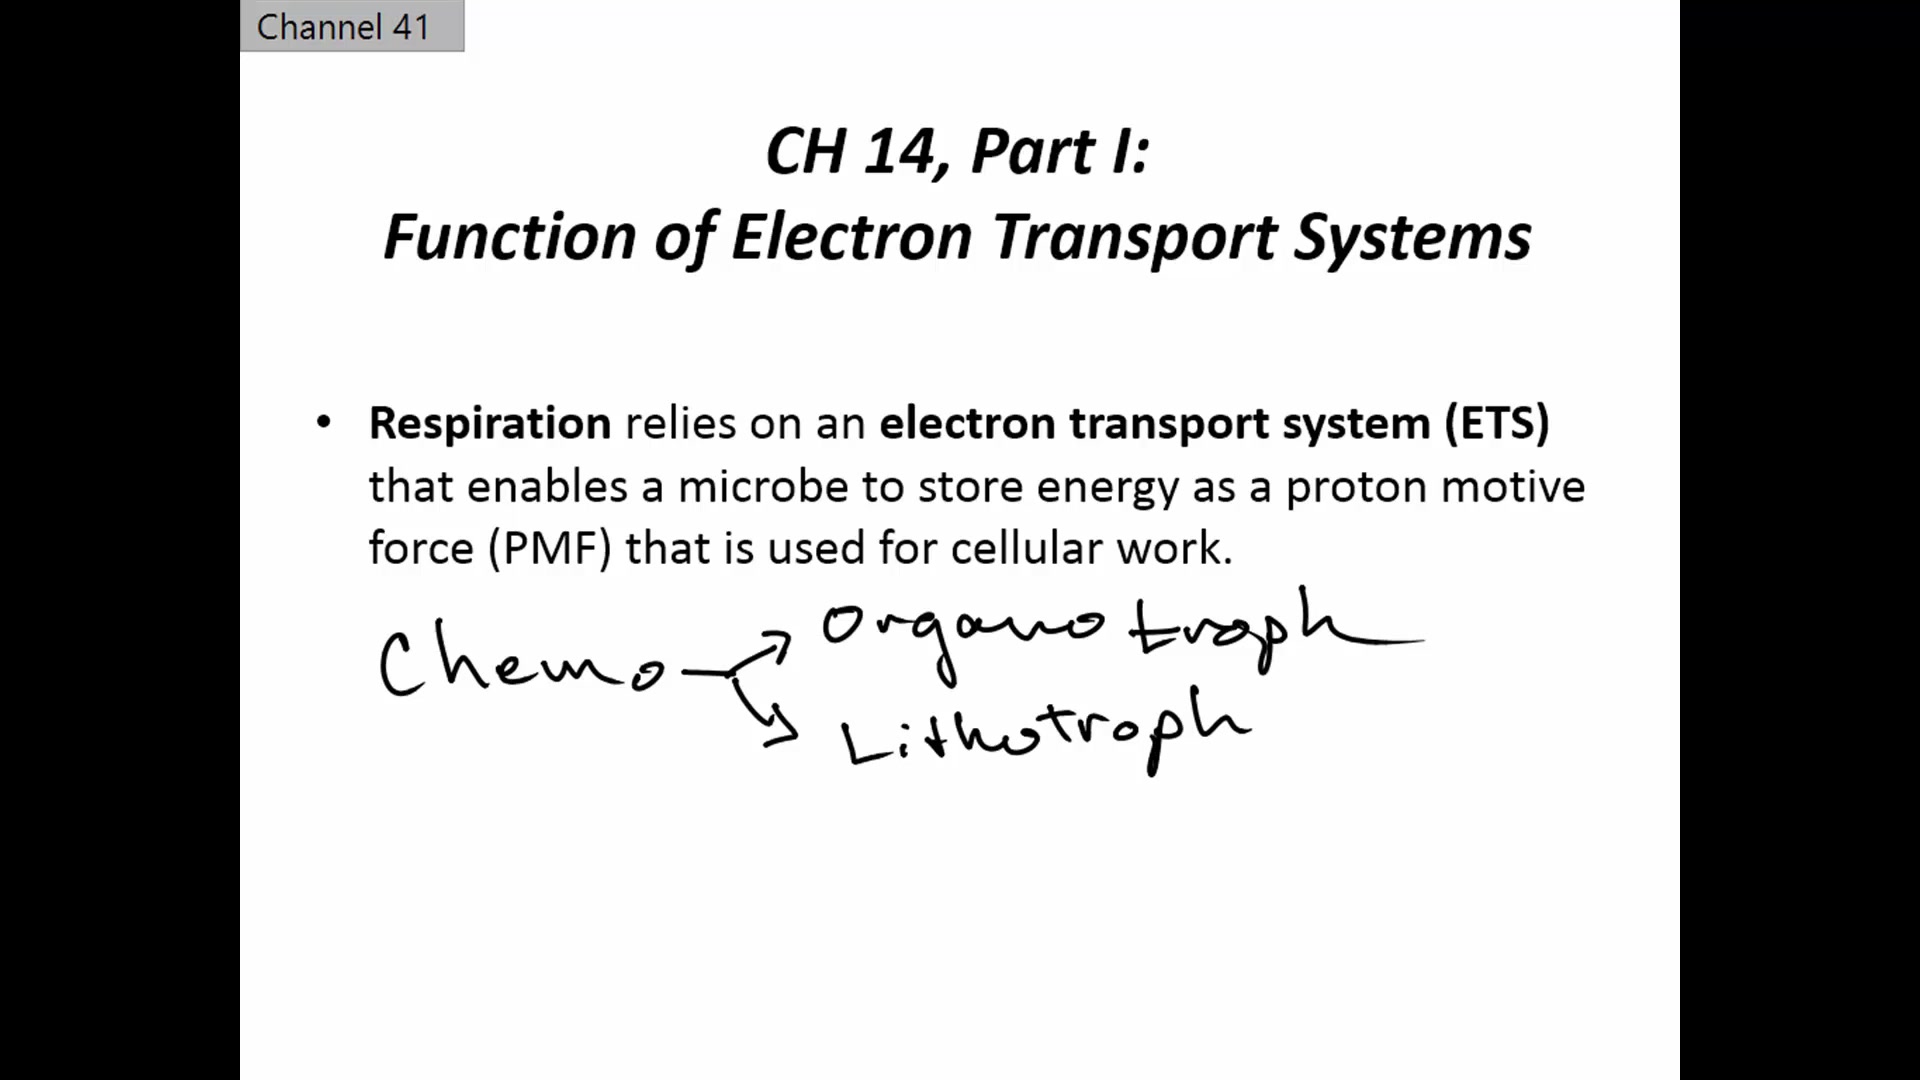 Channel 41
CH 14, Part I:
Function of Electron Transport Systems
• Respiration relies on an electron transport system (ETS)
that enables a microbe to store energy as a proton motive
force (PMF) that is used for cellular work.
Chemo
Organotroph
Lithotroph